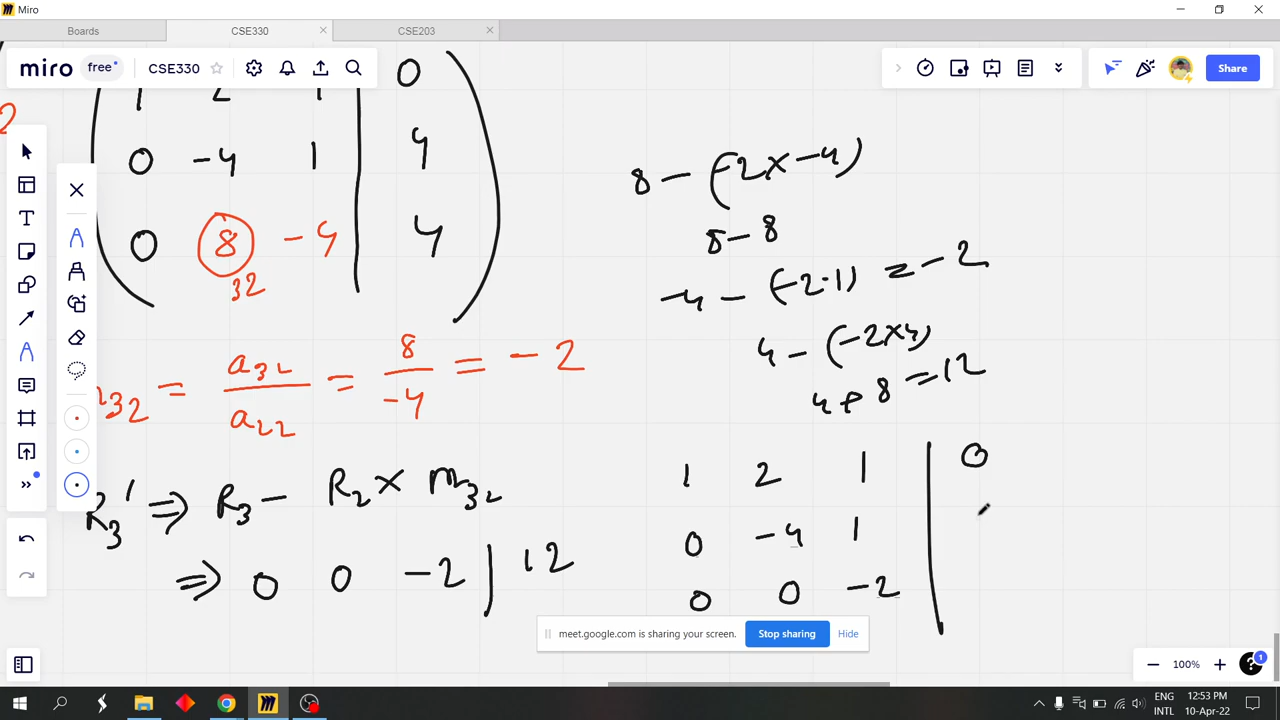 Miro
Boards
CSE330
CSE203
miro free
CSE330
Share
1 2 1 | 0
0 -4 1 | 4
0 8 -4 | 4
32
2
m32 = a32 / a22 = 8 / -4 = -2
R3' ⇒ R3 - R2 × m32
⇒ 0 0 -2 | 12
8 - (-2×-4)
8 - 8
-4 - (-2·1) = -2
4 - (-2×4)
4 + 8 = 12
1 2 1 | 0
0 -4 1
0 0 -2
meet.google.com is sharing your screen. Stop sharing Hide
100%
1
ENG
INTL
12:53 PM
10-Apr-22